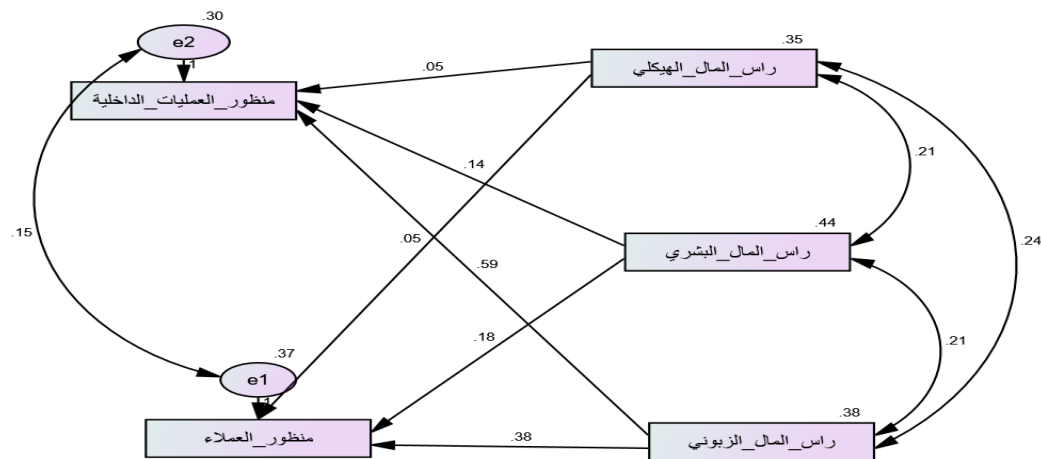 .30
e2
1
منظور_العمليات_الداخلية
.35
راس_المال_الهيكلي
.05
.14
.21
.15
.05
.59
.44
راس_المال_البشري
.24
.18
.21
.37
e1
1
منظور_العملاء
.38
.38
راس_المال_الزبوني